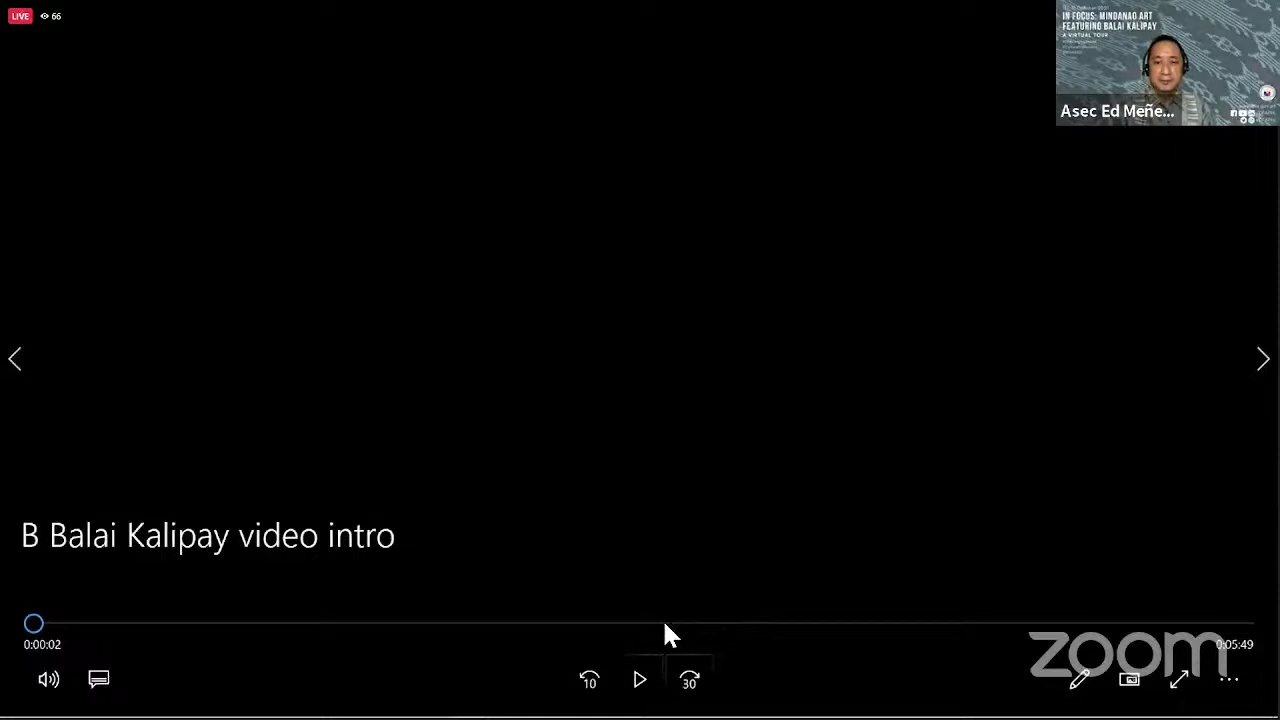 LIVE 66
IN FOCUS: MINDANAO ART
FEATURING BALAI KALIPAY
A VIRTUAL TOUR
Asec Ed Meñe...
B Balai Kalipay video intro
0:00:02
0:05:49
zoom
10
30